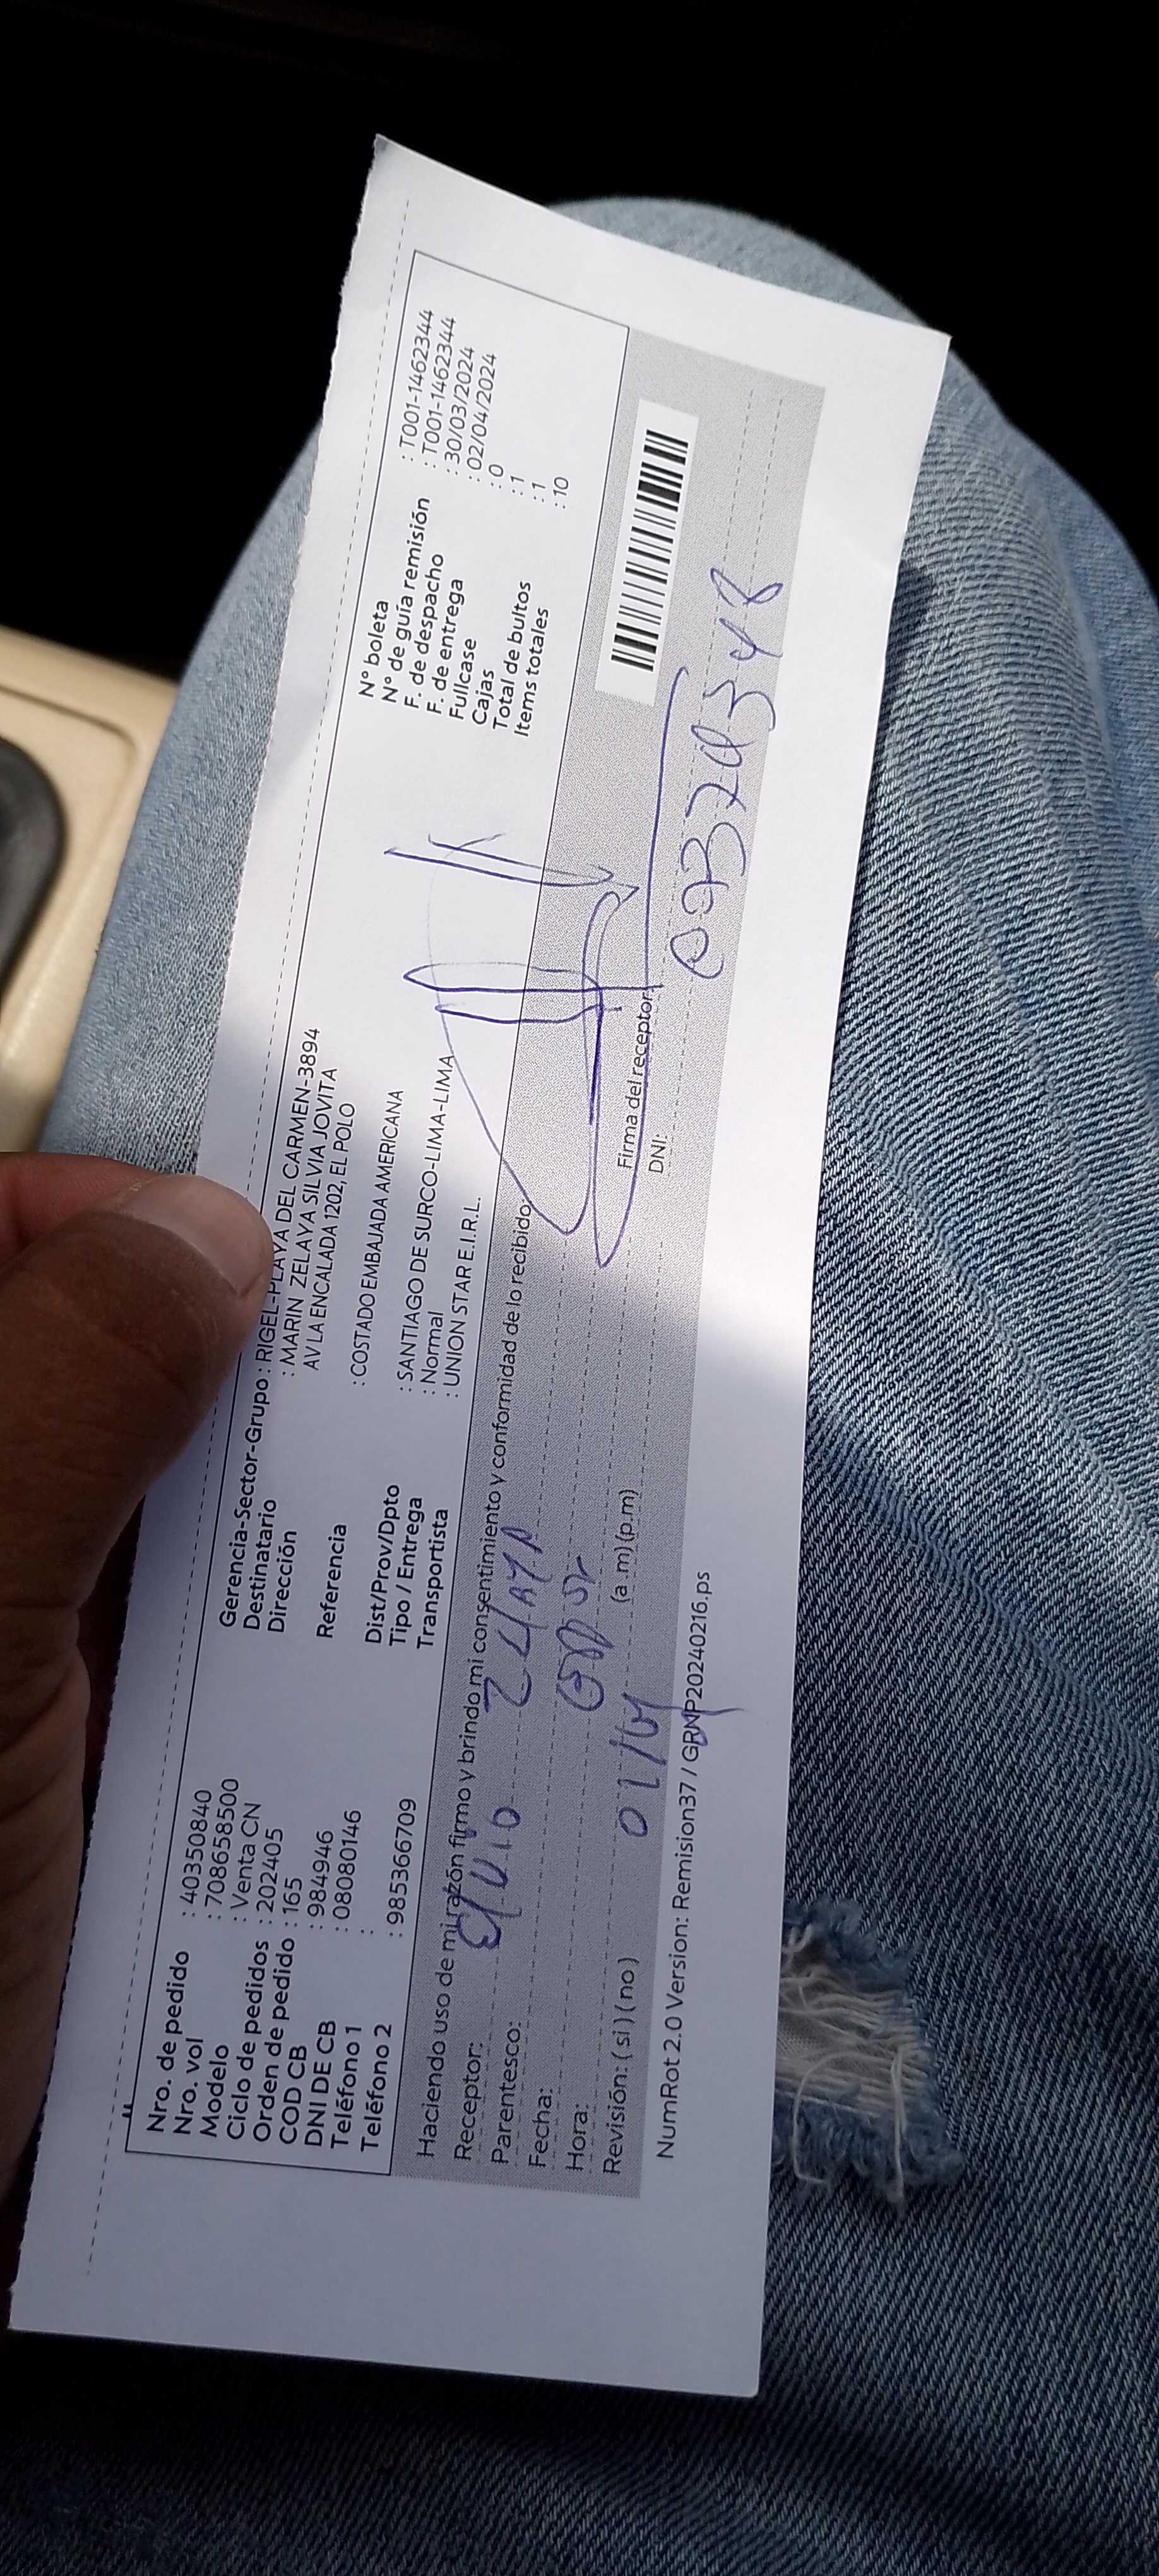 Nro. de pedido : 40350840
Nro. vol : 708658500
Modelo : Venta CN
Ciclo de pedidos : 202405
Orden de pedido : 165
COD CB : 984946
DNI DE CB : 08080146
Teléfono 1 :
Teléfono 2 : 985366709
Gerencia-Sector-Grupo : RIGEL-PLAYA DEL CARMEN-3894
Destinatario : MARIN ZELAYA SILVIA JOVITA
Dirección AV LA ENCALADA 1202, EL POLO
Referencia : COSTADO EMBAJADA AMERICANA
Dist/Prov/Dpto : SANTIAGO DE SURCO-LIMA-LIMA
Tipo / Entrega : Normal
Transportista : UNION STAR E.I.R.L.
N° boleta : T001-1462344
N° de guía remisión : T001-1462344
F. de despacho : 30/03/2024
F. de entrega : 02/04/2024
Fullcase : 0
Cajas : 1
Total de bultos : 1
Items totales : 10
Haciendo uso de mi razón firmo y brindo mi consentimiento y conformidad de lo recibido.
Receptor:
Parentesco:
Fecha:
Hora: (a .m) (p.m)
Revisión: ( si ) ( no )
Firma del receptor:
DNI:
NumRot 2.0 Version: Remision37 / GRNP20240216.ps